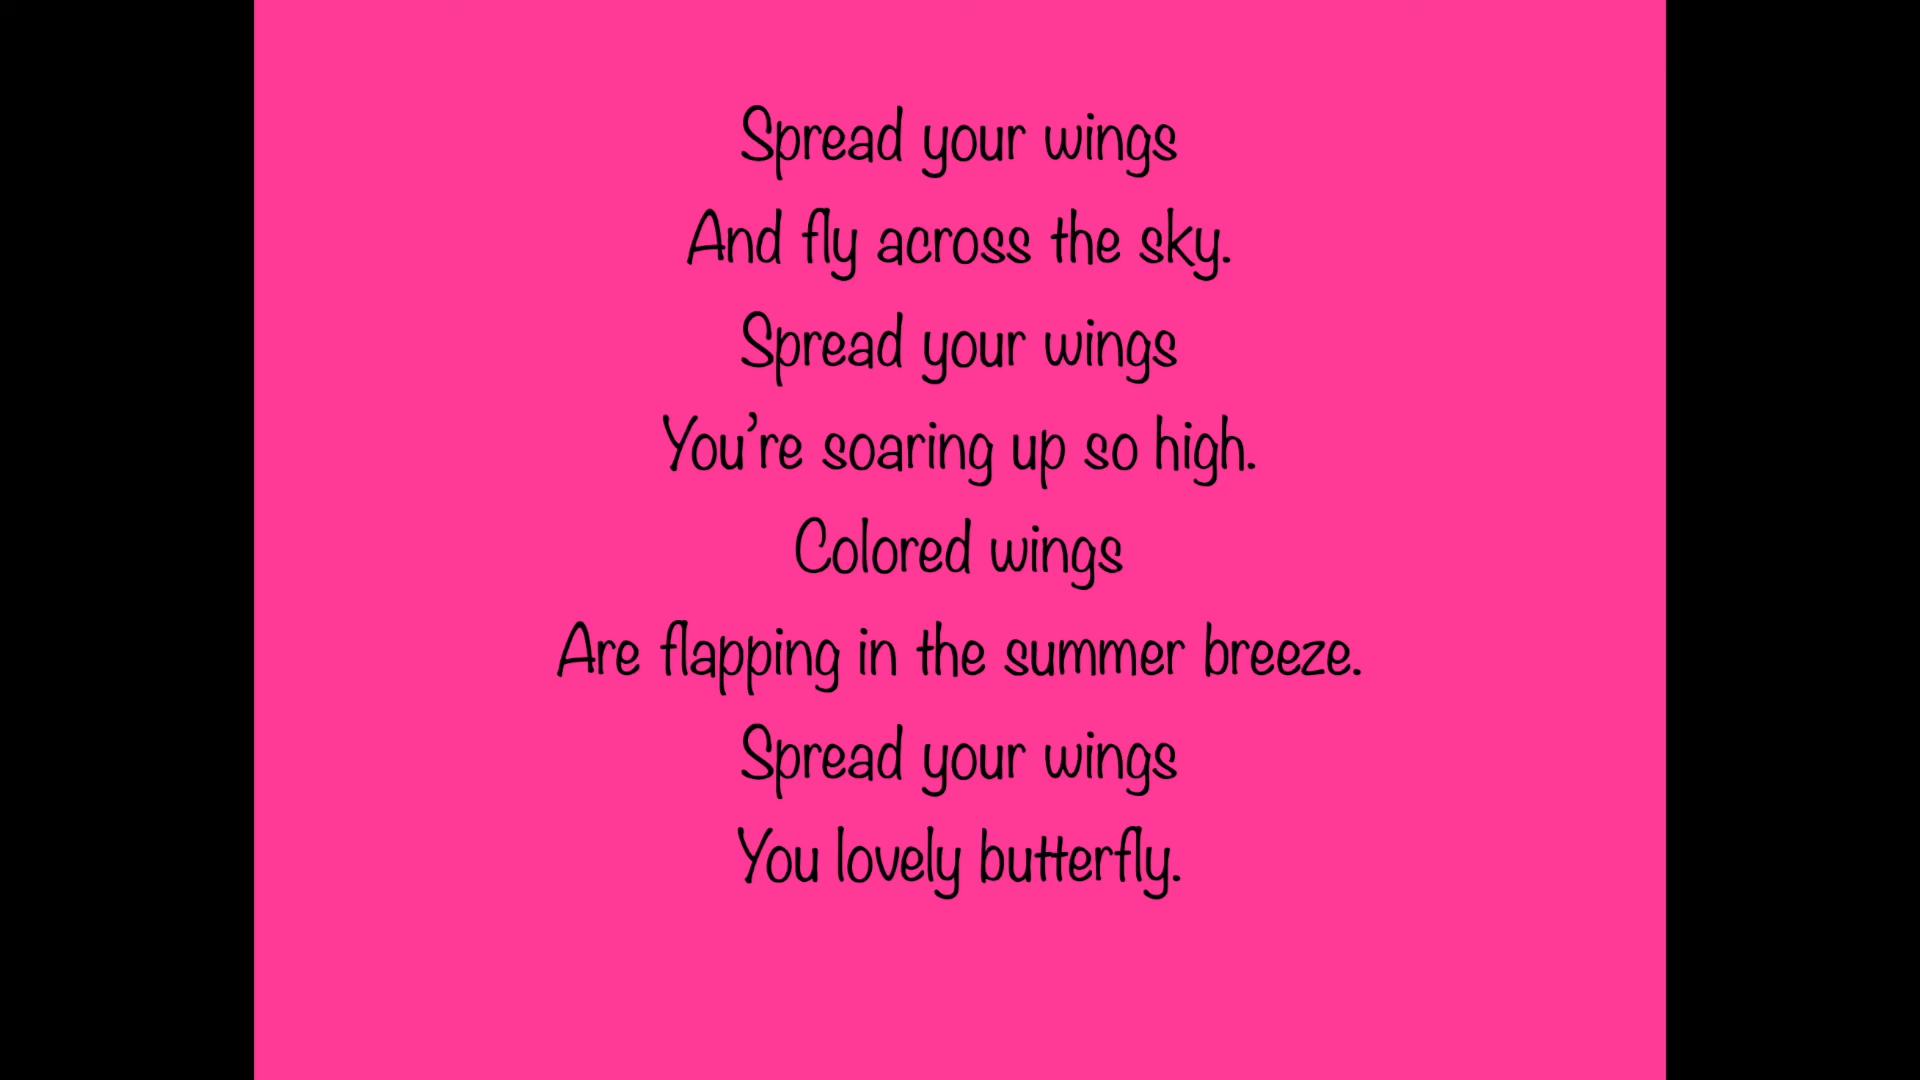 Spread your wings
And fly across the sky.
Spread your wings
You’re soaring up so high.
Colored wings
Are flapping in the summer breeze.
Spread your wings
You lovely butterfly.